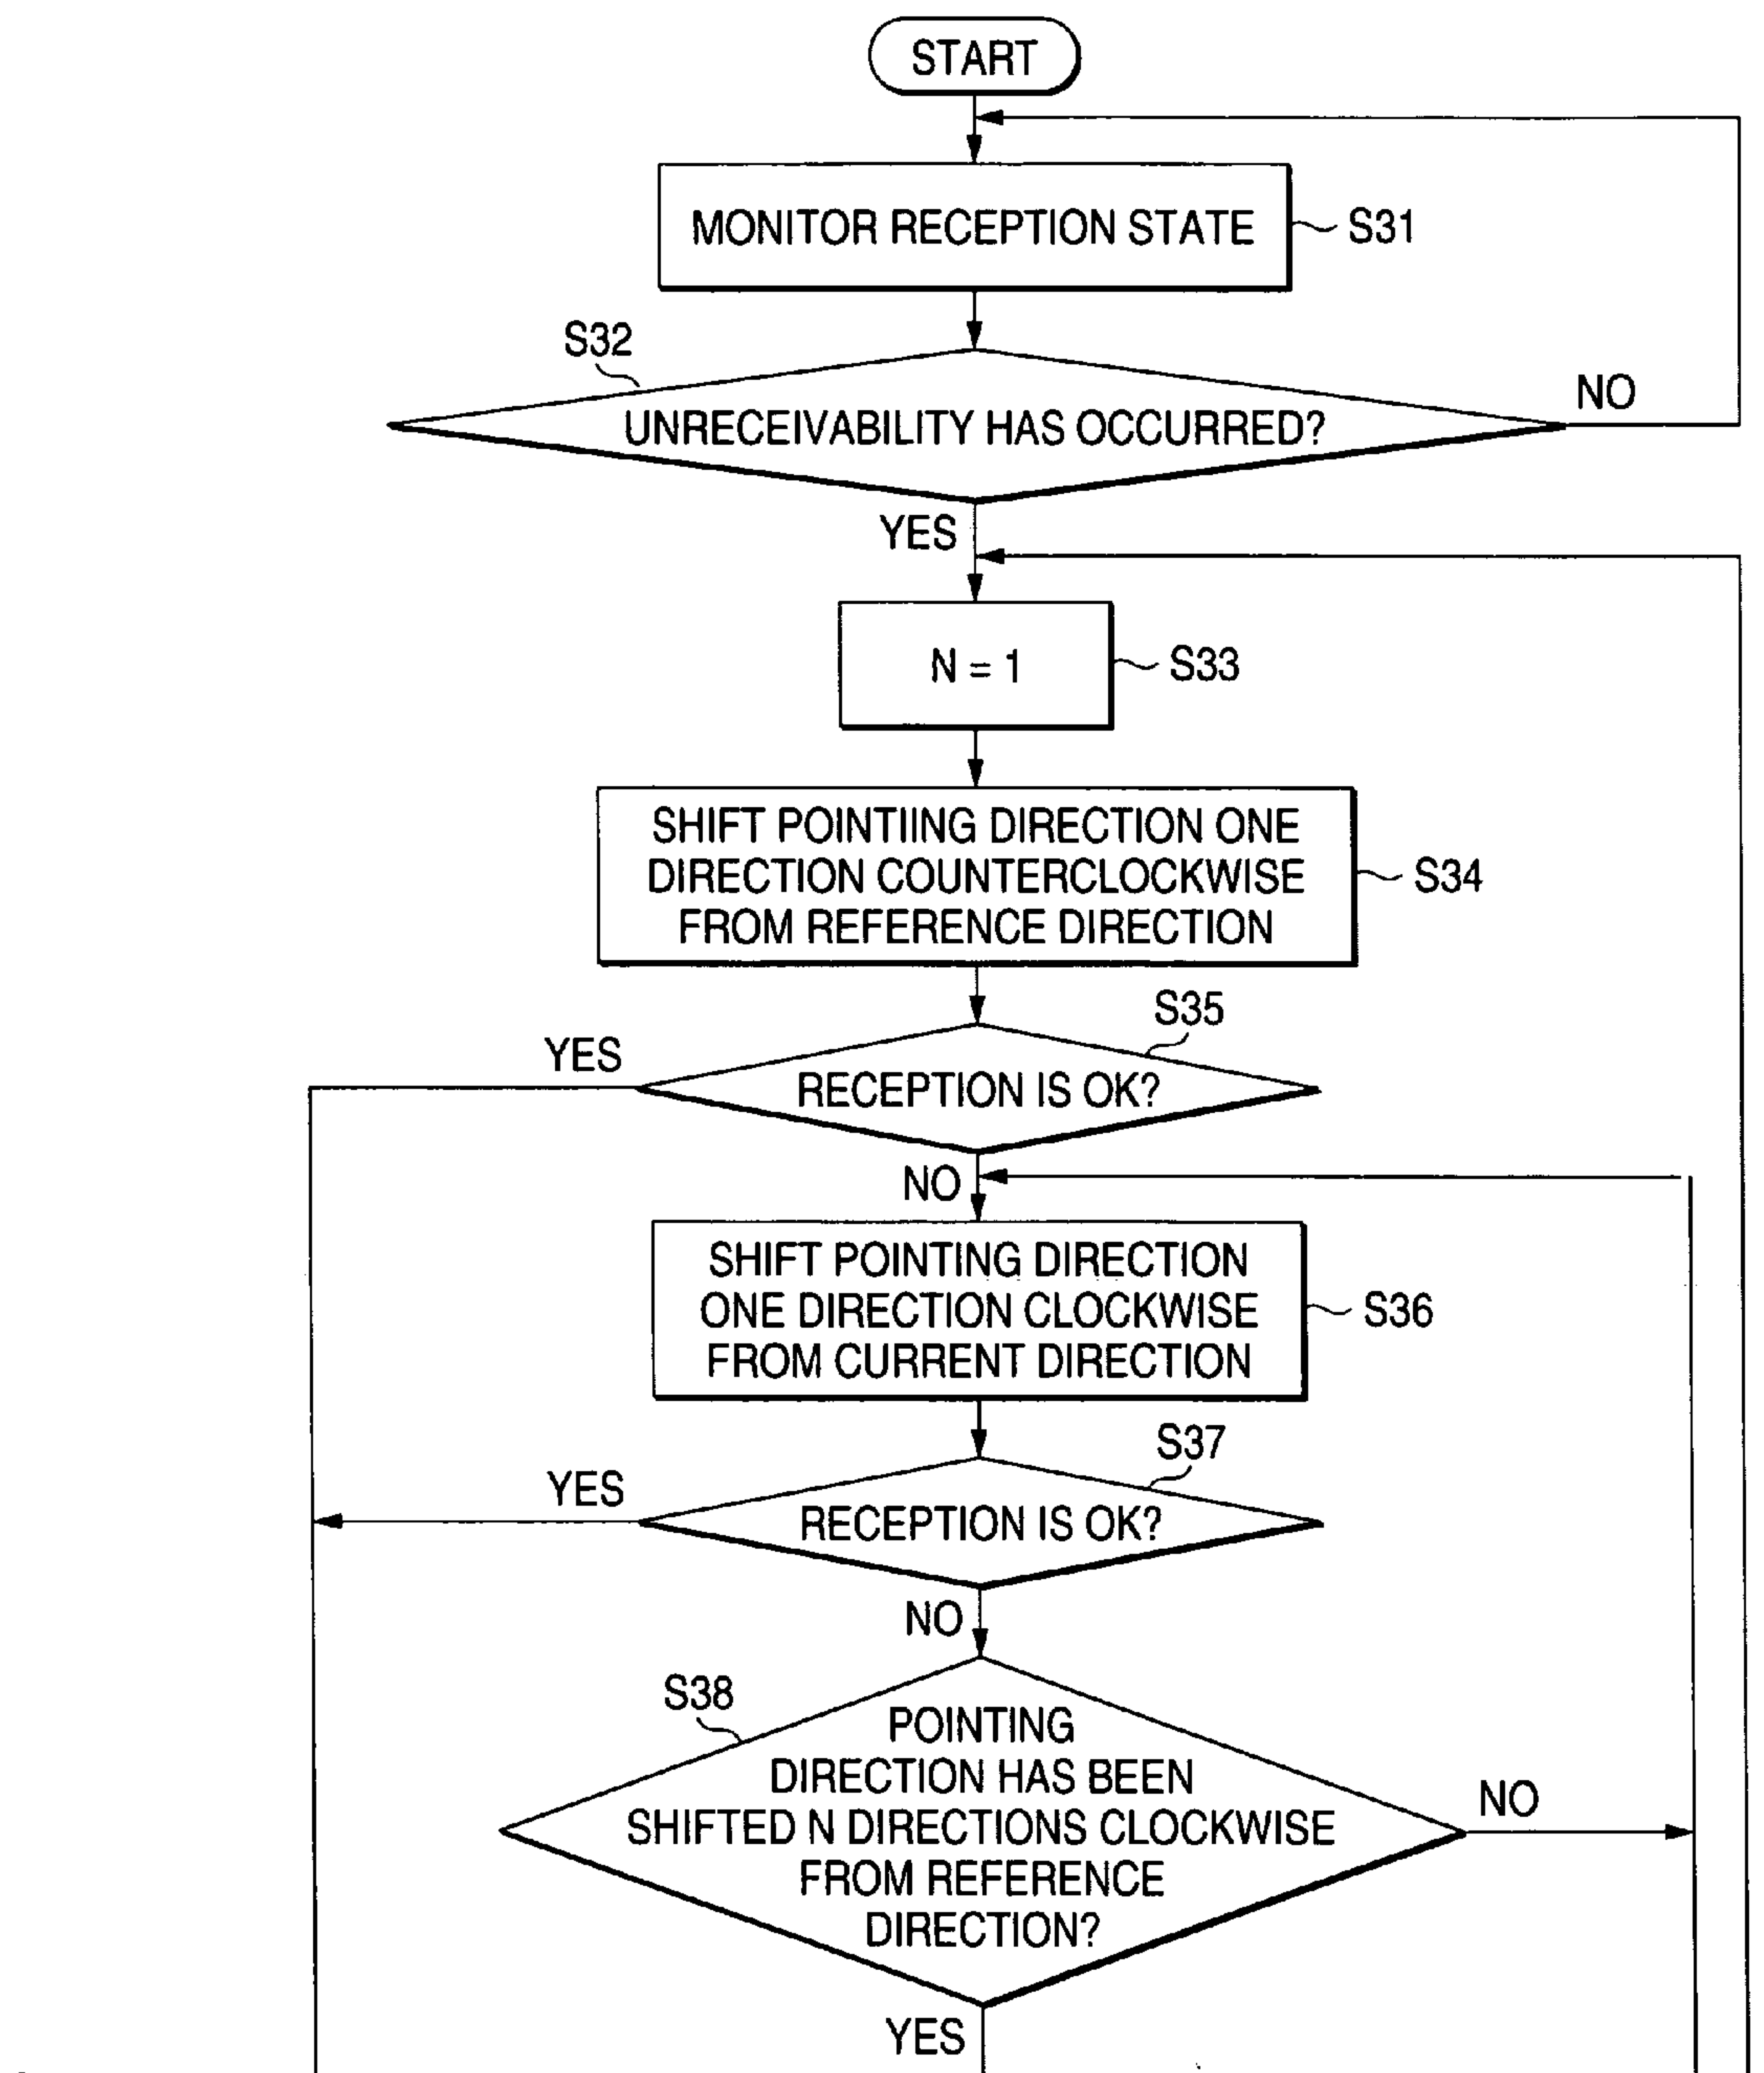 START
MONITOR RECEPTION STATE
S31
S32
UNRECEIVABILITY HAS OCCURRED?
NO
YES
N = 1
S33
SHIFT POINTIING DIRECTION ONE
DIRECTION COUNTERCLOCKWISE
FROM REFERENCE DIRECTION
S34
S35
YES
RECEPTION IS OK?
NO
SHIFT POINTING DIRECTION
ONE DIRECTION CLOCKWISE
FROM CURRENT DIRECTION
S36
S37
YES
RECEPTION IS OK?
NO
S38
POINTING
DIRECTION HAS BEEN
SHIFTED N DIRECTIONS CLOCKWISE
FROM REFERENCE
DIRECTION?
NO
YES